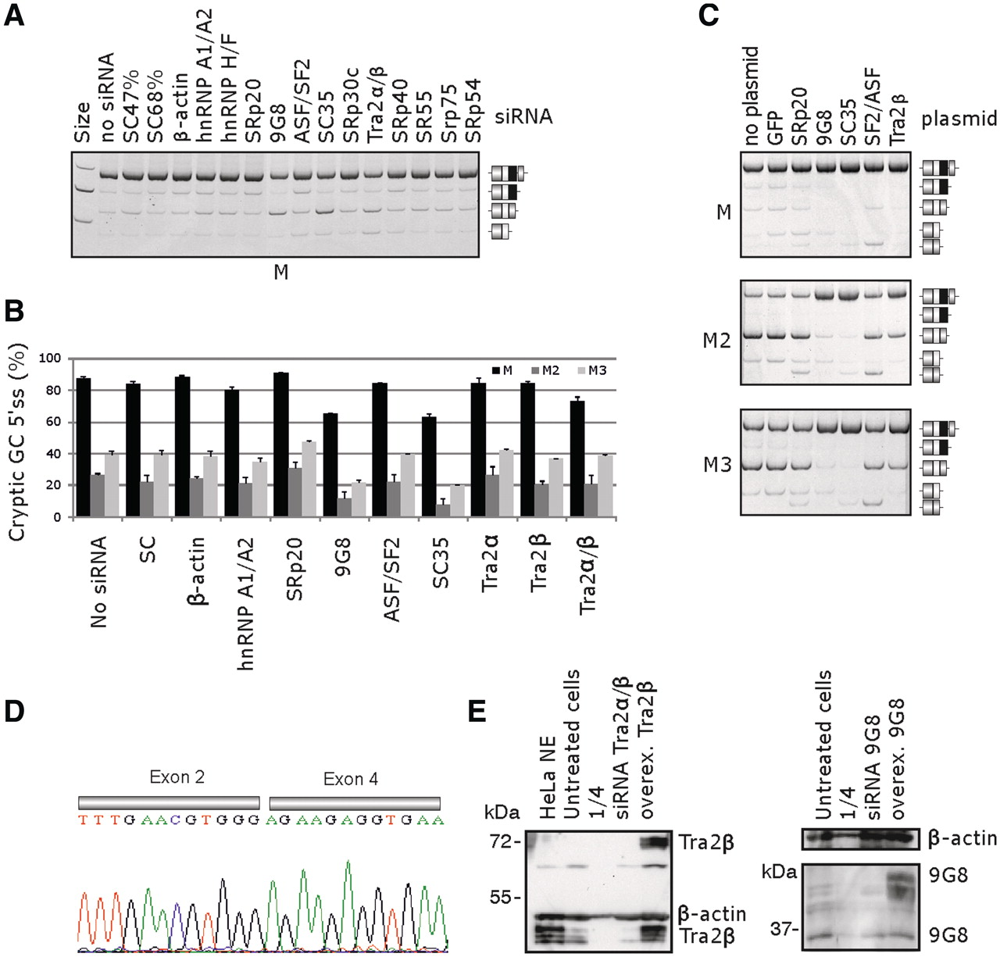 A
Size
no siRNA
SC47%
SC68%
β-actin
hnRNP A1/A2
hnRNP H/F
SRp20
9G8
ASF/SF2
SC35
SRp30c
Tra2α/β
SRp40
SR55
Srp75
SRp54
siRNA
M
B
Cryptic GC 5'ss (%)
100
80
60
40
20
0
M M2 M3
No siRNA
SC
β-actin
hnRNP A1/A2
SRp20
9G8
ASF/SF2
SC35
Tra2α
Tra2β
Tra2α/β
C
no plasmid
GFP
SRp20
9G8
SC35
SF2/ASF
Tra2β
plasmid
M
M2
M3
D
Exon 2 Exon 4
TTTGAACGTGGGAGAAGAGGTGAA
E
HeLa NE
Untreated cells
1/4
siRNA Tra2α/β
overex. Tra2β
kDa
72-
55-
Tra2β
β-actin
Tra2β
Untreated cells
1/4
siRNA 9G8
overex. 9G8
β-actin
kDa
37-
9G8
9G8